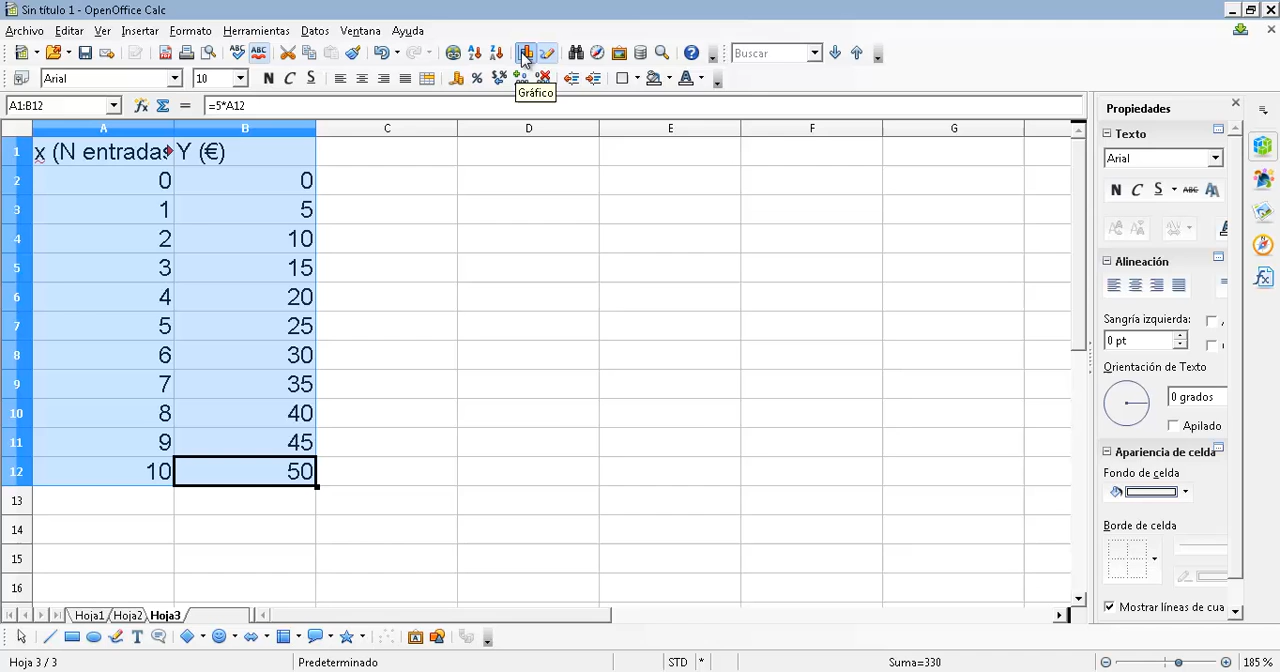 Sin título 1 - OpenOffice Calc
Archivo Editar Ver Insertar Formato Herramientas Datos Ventana Ayuda
Buscar
Arial 10 N C S
Gráfico
A1:B12 =5*A12
A B C D E F G
1 x (N entradas Y (€)
2 0 0
3 1 5
4 2 10
5 3 15
6 4 20
7 5 25
8 6 30
9 7 35
10 8 40
11 9 45
12 10 50
13
14
15
16
Propiedades
Texto
Arial
N C S ABC
Alineación
Sangría izquierda:
0 pt
Orientación de Texto
0 grados
Apilado
Apariencia de celda
Fondo de celda
Borde de celda
Mostrar líneas de cua
Hoja1 Hoja2 Hoja3
Hoja 3 / 3 Predeterminado STD * Suma=330 185 %